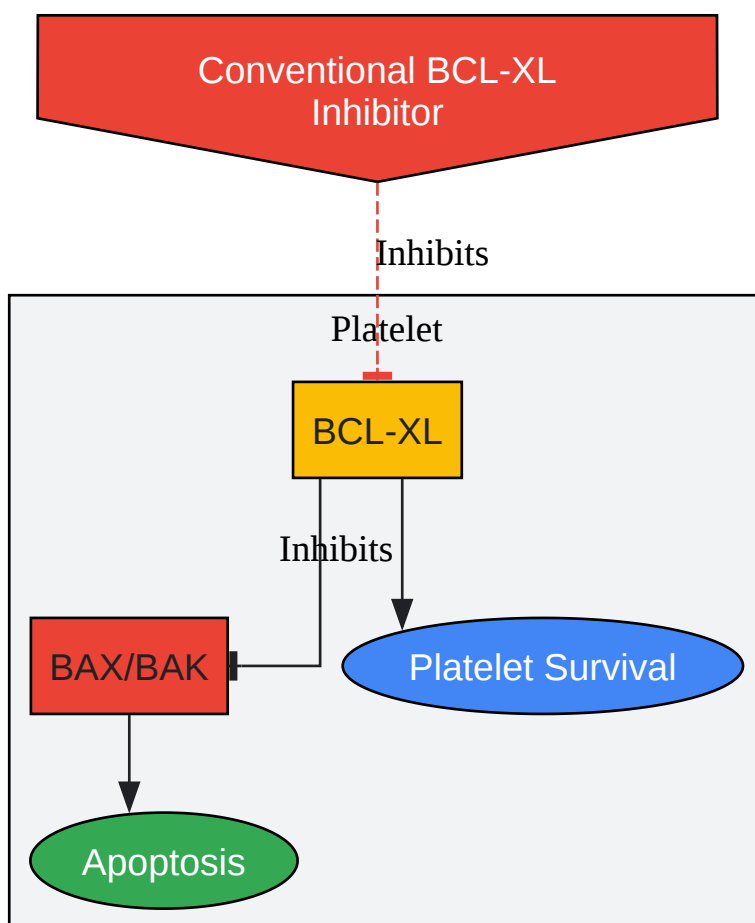 Conventional BCL-XL
Inhibitor
Inhibits
Platelet
BCL-XL
Inhibits
BAX/BAK
Platelet Survival
Apoptosis